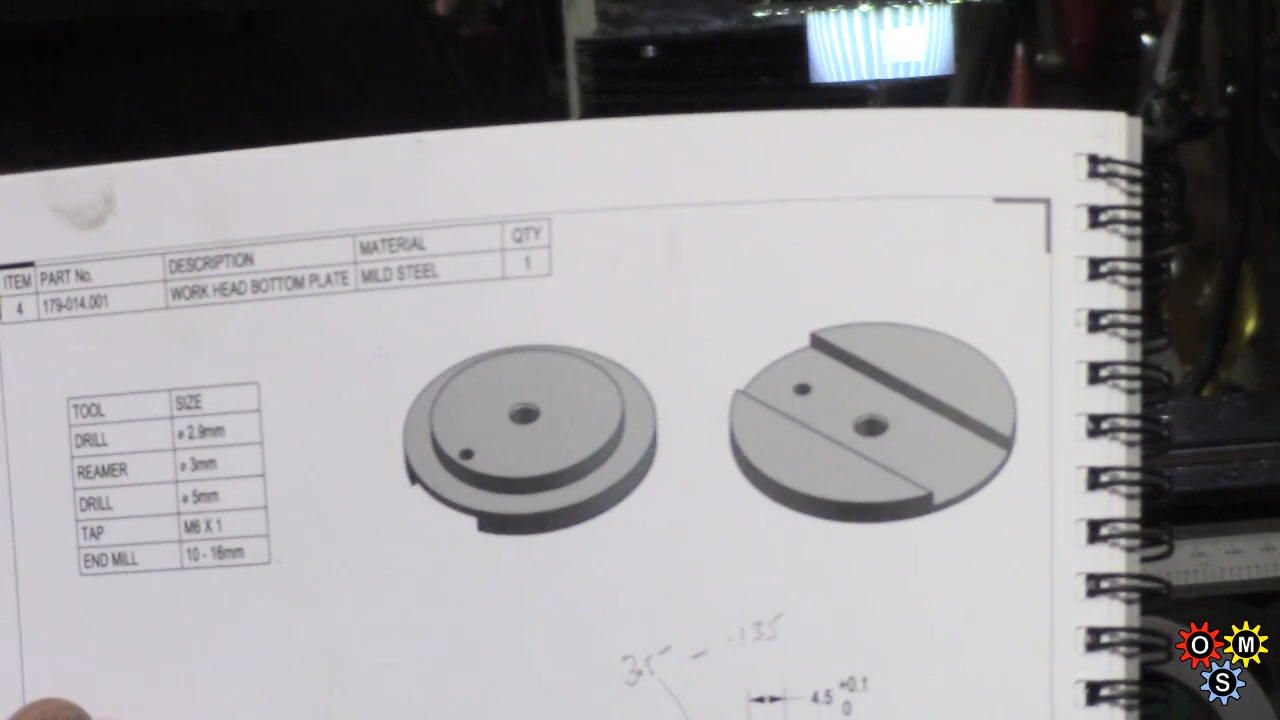 ITEM PART No. DESCRIPTION MATERIAL QTY
4 179-014.001 WORK HEAD BOTTOM PLATE MILD STEEL 1
TOOL SIZE
DRILL ø 2.9mm
REAMER ø 3mm
DRILL ø 5mm
TAP M6 X 1
END MILL 10 - 16mm
35 - .135
4.5 +0.1
0
O M
S